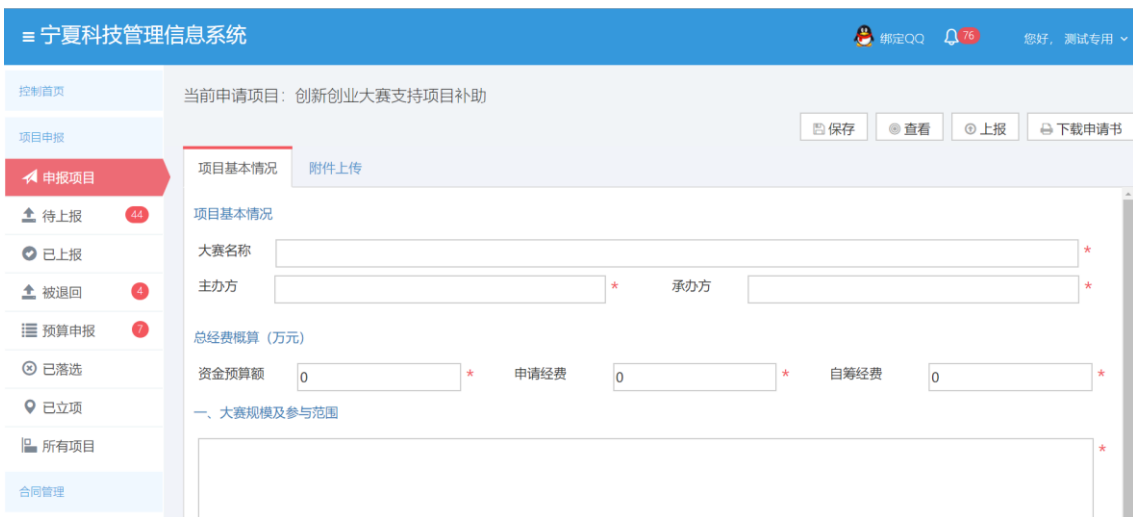 ≡ 宁夏科技管理信息系统
绑定QQ 76 您好, 测试专用
控制首页
当前申请项目: 创新创业大赛支持项目补助
项目申报
保存 查看 上报 下载申请书
申报项目
项目基本情况 附件上传
待上报 44
项目基本情况
已上报
大赛名称 *
被退回 4
主办方 * 承办方 *
预算申报 7
总经费概算 (万元)
已落选
资金预算额 0 * 申请经费 0 * 自筹经费 0 *
已立项
一、大赛规模及参与范围
所有项目
*
合同管理